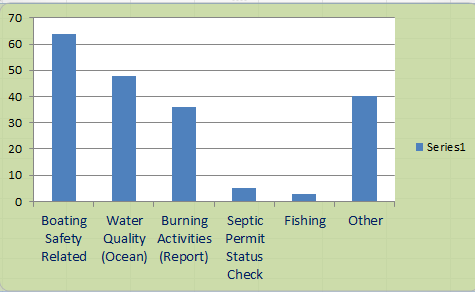 70
60
50
40
30
20
10
0
Boating Safety Related
Water Quality (Ocean)
Burning Activities (Report)
Septic Permit Status Check
Fishing
Other
Series1